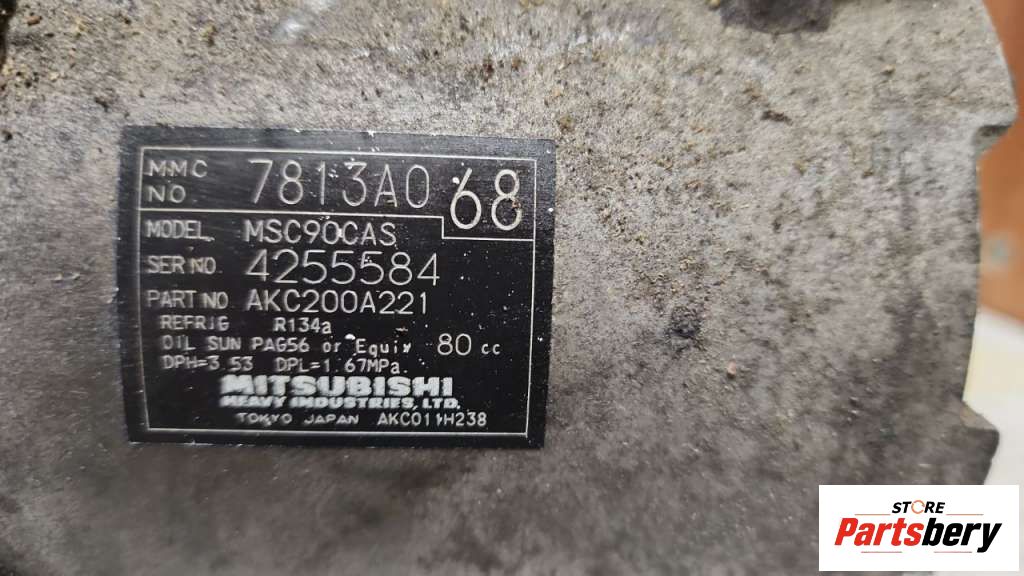 MMC NO. 7813A0 68
MODEL. MSC90CAS
SER NO. 4255584
PART NO. AKC200A221
REFRIG R134a
OIL SUN PAG56 or Equiv 80 cc
DPH=3.53 DPL=1.67MPa.
MITSUBISHI
HEAVY INDUSTRIES, LTD.
TOKYO JAPAN AKC011H238
STORE
Partsbery